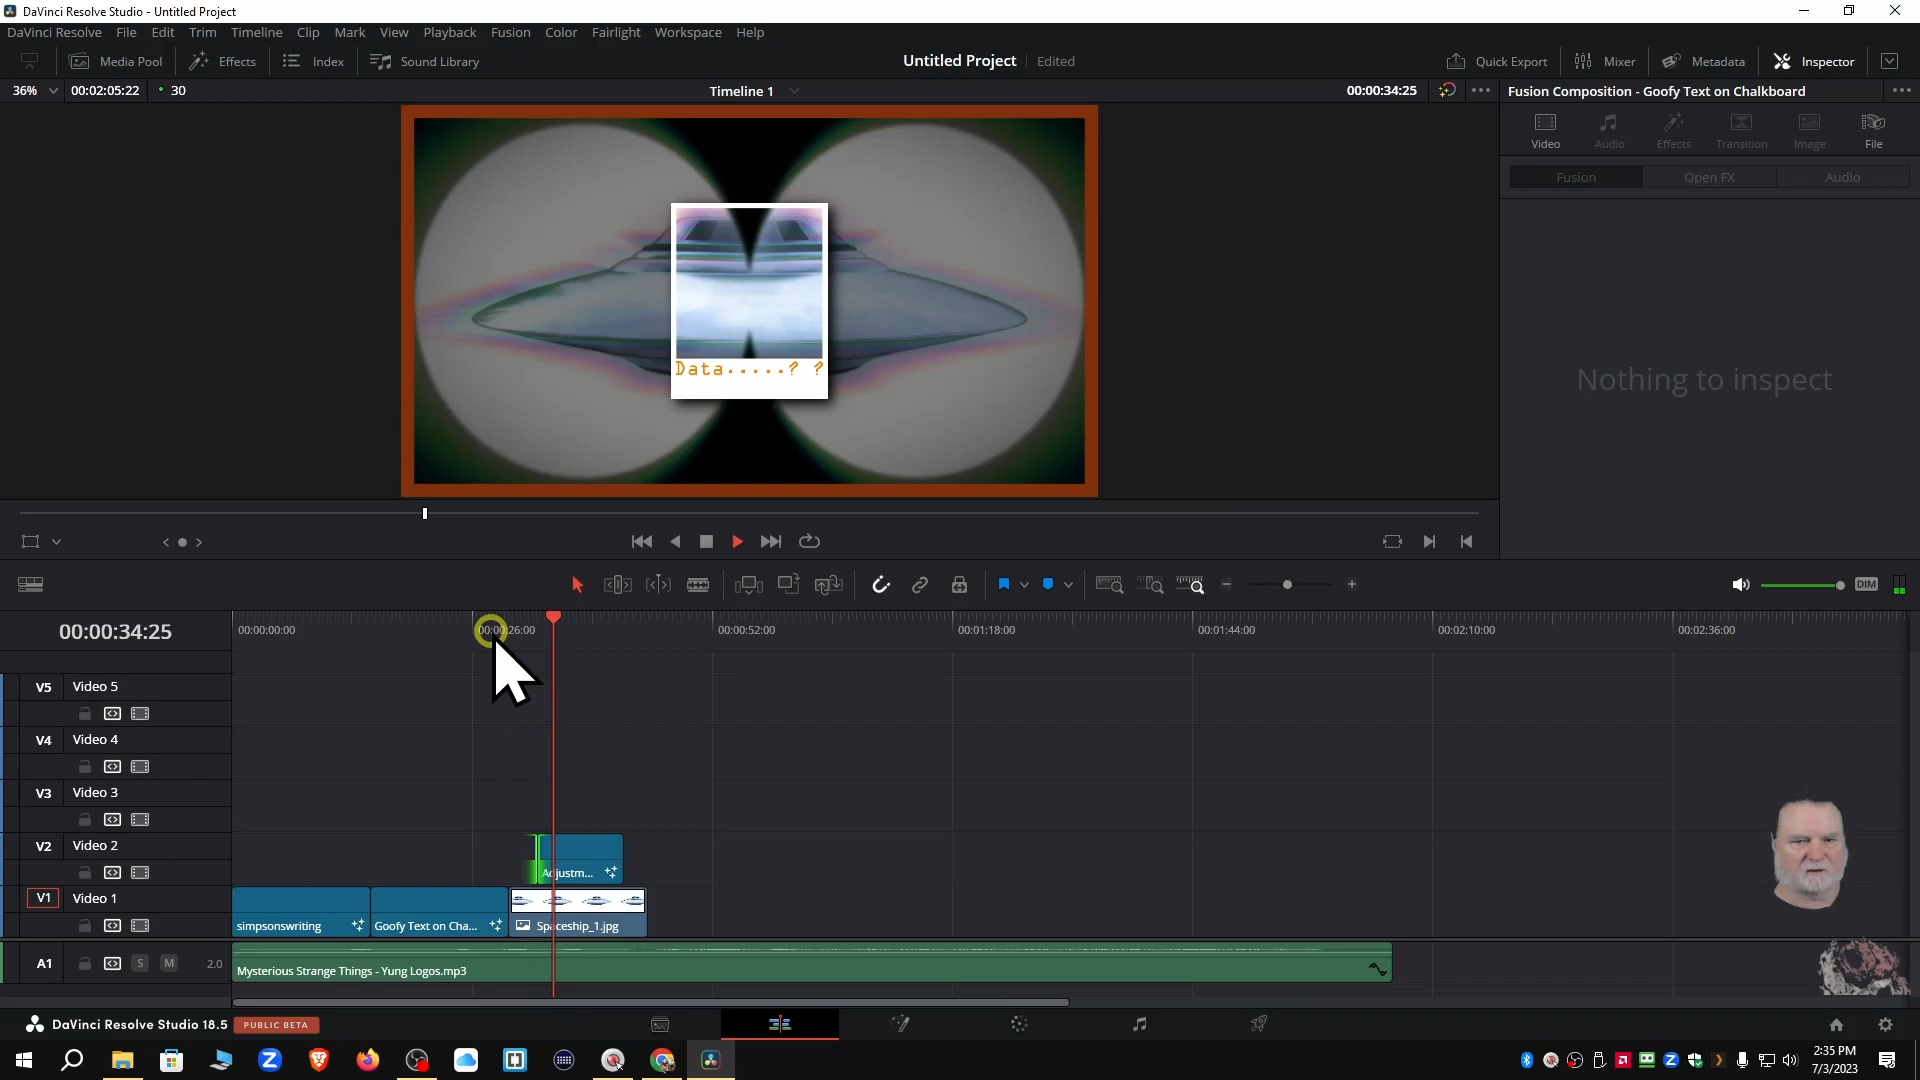 DaVinci Resolve Studio - Untitled Project
DaVinci Resolve File Edit Trim Timeline Clip Mark View Playback Fusion Color Fairlight Workspace Help
Media Pool Effects Index Sound Library Untitled Project Edited Quick Export Mixer Metadata Inspector
36% 00:02:05:22 30 Timeline 1 00:00:34:25 Fusion Composition - Goofy Text on Chalkboard
Video Audio Effects Transition Image File
Fusion Open FX Audio
Data.....? ?
Nothing to inspect
DIM
00:00:34:25 00:00:00:00 00:00:26:00 00:00:52:00 00:01:18:00 00:01:44:00 00:02:10:00 00:02:36:00
V5 Video 5
V4 Video 4
V3 Video 3
V2 Video 2
Adjustm...
V1 Video 1
simpsonswriting Goofy Text on Cha... Spaceship_1.jpg
A1 S M 2.0 Mysterious Strange Things - Yung Logos.mp3
DaVinci Resolve Studio 18.5 PUBLIC BETA
2:35 PM
7/3/2023